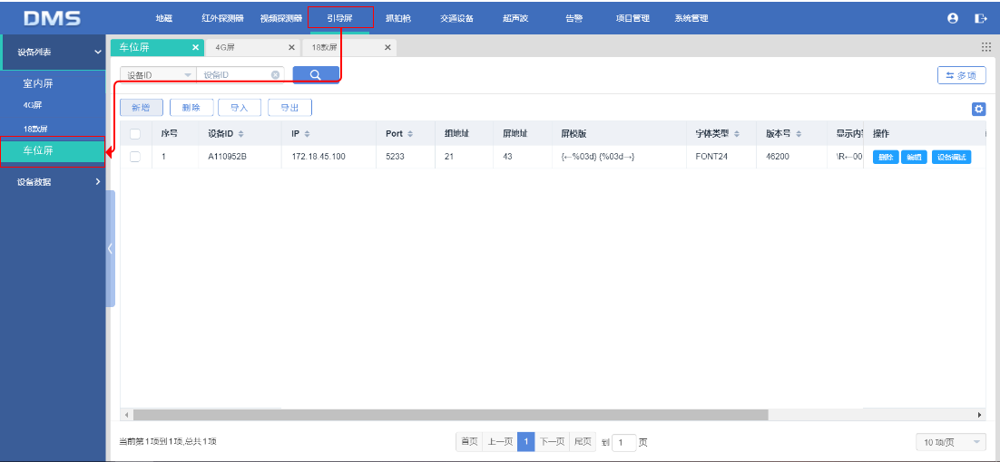 DMS 地磁 红外探测器 视频探测器 引导屏 抓拍枪 交通设备 超声波 告警 项目管理 系统管理
设备列表
室内屏
4G屏
18款屏
车位屏
设备数据
车位屏 × 4G屏 × 18款屏 ×
设备ID 设备ID 多项
新增 删除 导入 导出
序号 设备ID IP Port 组地址 屏地址 屏模版 字体类型 版本号 显示内 操作
1 A110952B 172.18.45.100 5233 21 43 {←%03d} {%03d→} FONT24 46200 \R←00 删除 编辑 设备调试
当前第1项到1项,总共1项 首页 上一页 1 下一页 尾页 到 1 页 10 项/页